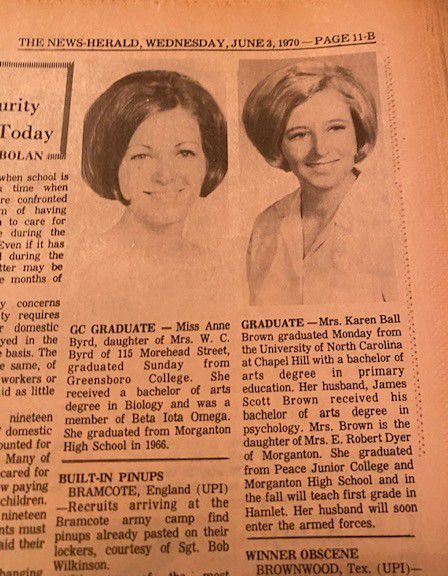 THE NEWS-HERALD, WEDNESDAY, JUNE 3, 1970 — PAGE 11-B
urity
Today
BOLAN
when school is
a time when
re confronted
m of having
to care for
during the
Even if it has
during the
tter may be
e months of
y concerns
ty requires
r domestic
yed in the
basis. The
e same, of
workers or
id as little
nineteen
domestic
ounted for
Many of
cared for
w paying
children.
nineteen
nts must
aid their
hanging
GC GRADUATE — Miss Anne
Byrd, daughter of Mrs. W. C.
Byrd of 115 Morehead Street,
graduated Sunday from
Greensboro College. She
received a bachelor of arts
degree in Biology and was a
member of Beta Iota Omega.
She graduated from Morganton
High School in 1966.
BUILT-IN PINUPS
BRAMCOTE, England (UPI)
—Recruits arriving at the
Bramcote army camp find
pinups already pasted on their
lockers, courtesy of Sgt. Bob
Wilkinson.
GRADUATE — Mrs. Karen Ball
Brown graduated Monday from
the University of North Carolina
at Chapel Hill with a bachelor of
arts degree in primary
education. Her husband, James
Scott Brown received his
bachelor of arts degree in
psychology. Mrs. Brown is the
daughter of Mrs. E. Robert Dyer
of Morganton. She graduated
from Peace Junior College and
Morganton High School and in
the fall will teach first grade in
Hamlet. Her husband will soon
enter the armed forces.
WINNER OBSCENE
BROWNWOOD, Tex. (UPI)—